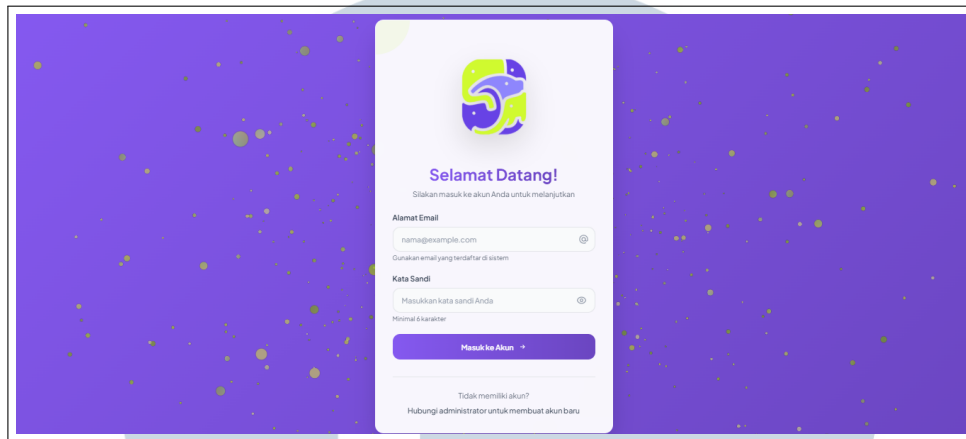 Selamat Datang!
Silakan masuk ke akun Anda untuk melanjutkan
Alamat Email
nama@example.com
Gunakan email yang terdaftar di sistem
Kata Sandi
Masukkan kata sandi Anda
Minimal 6 karakter
Masuk ke Akun →
Tidak memiliki akun?
Hubungi administrator untuk membuat akun baru